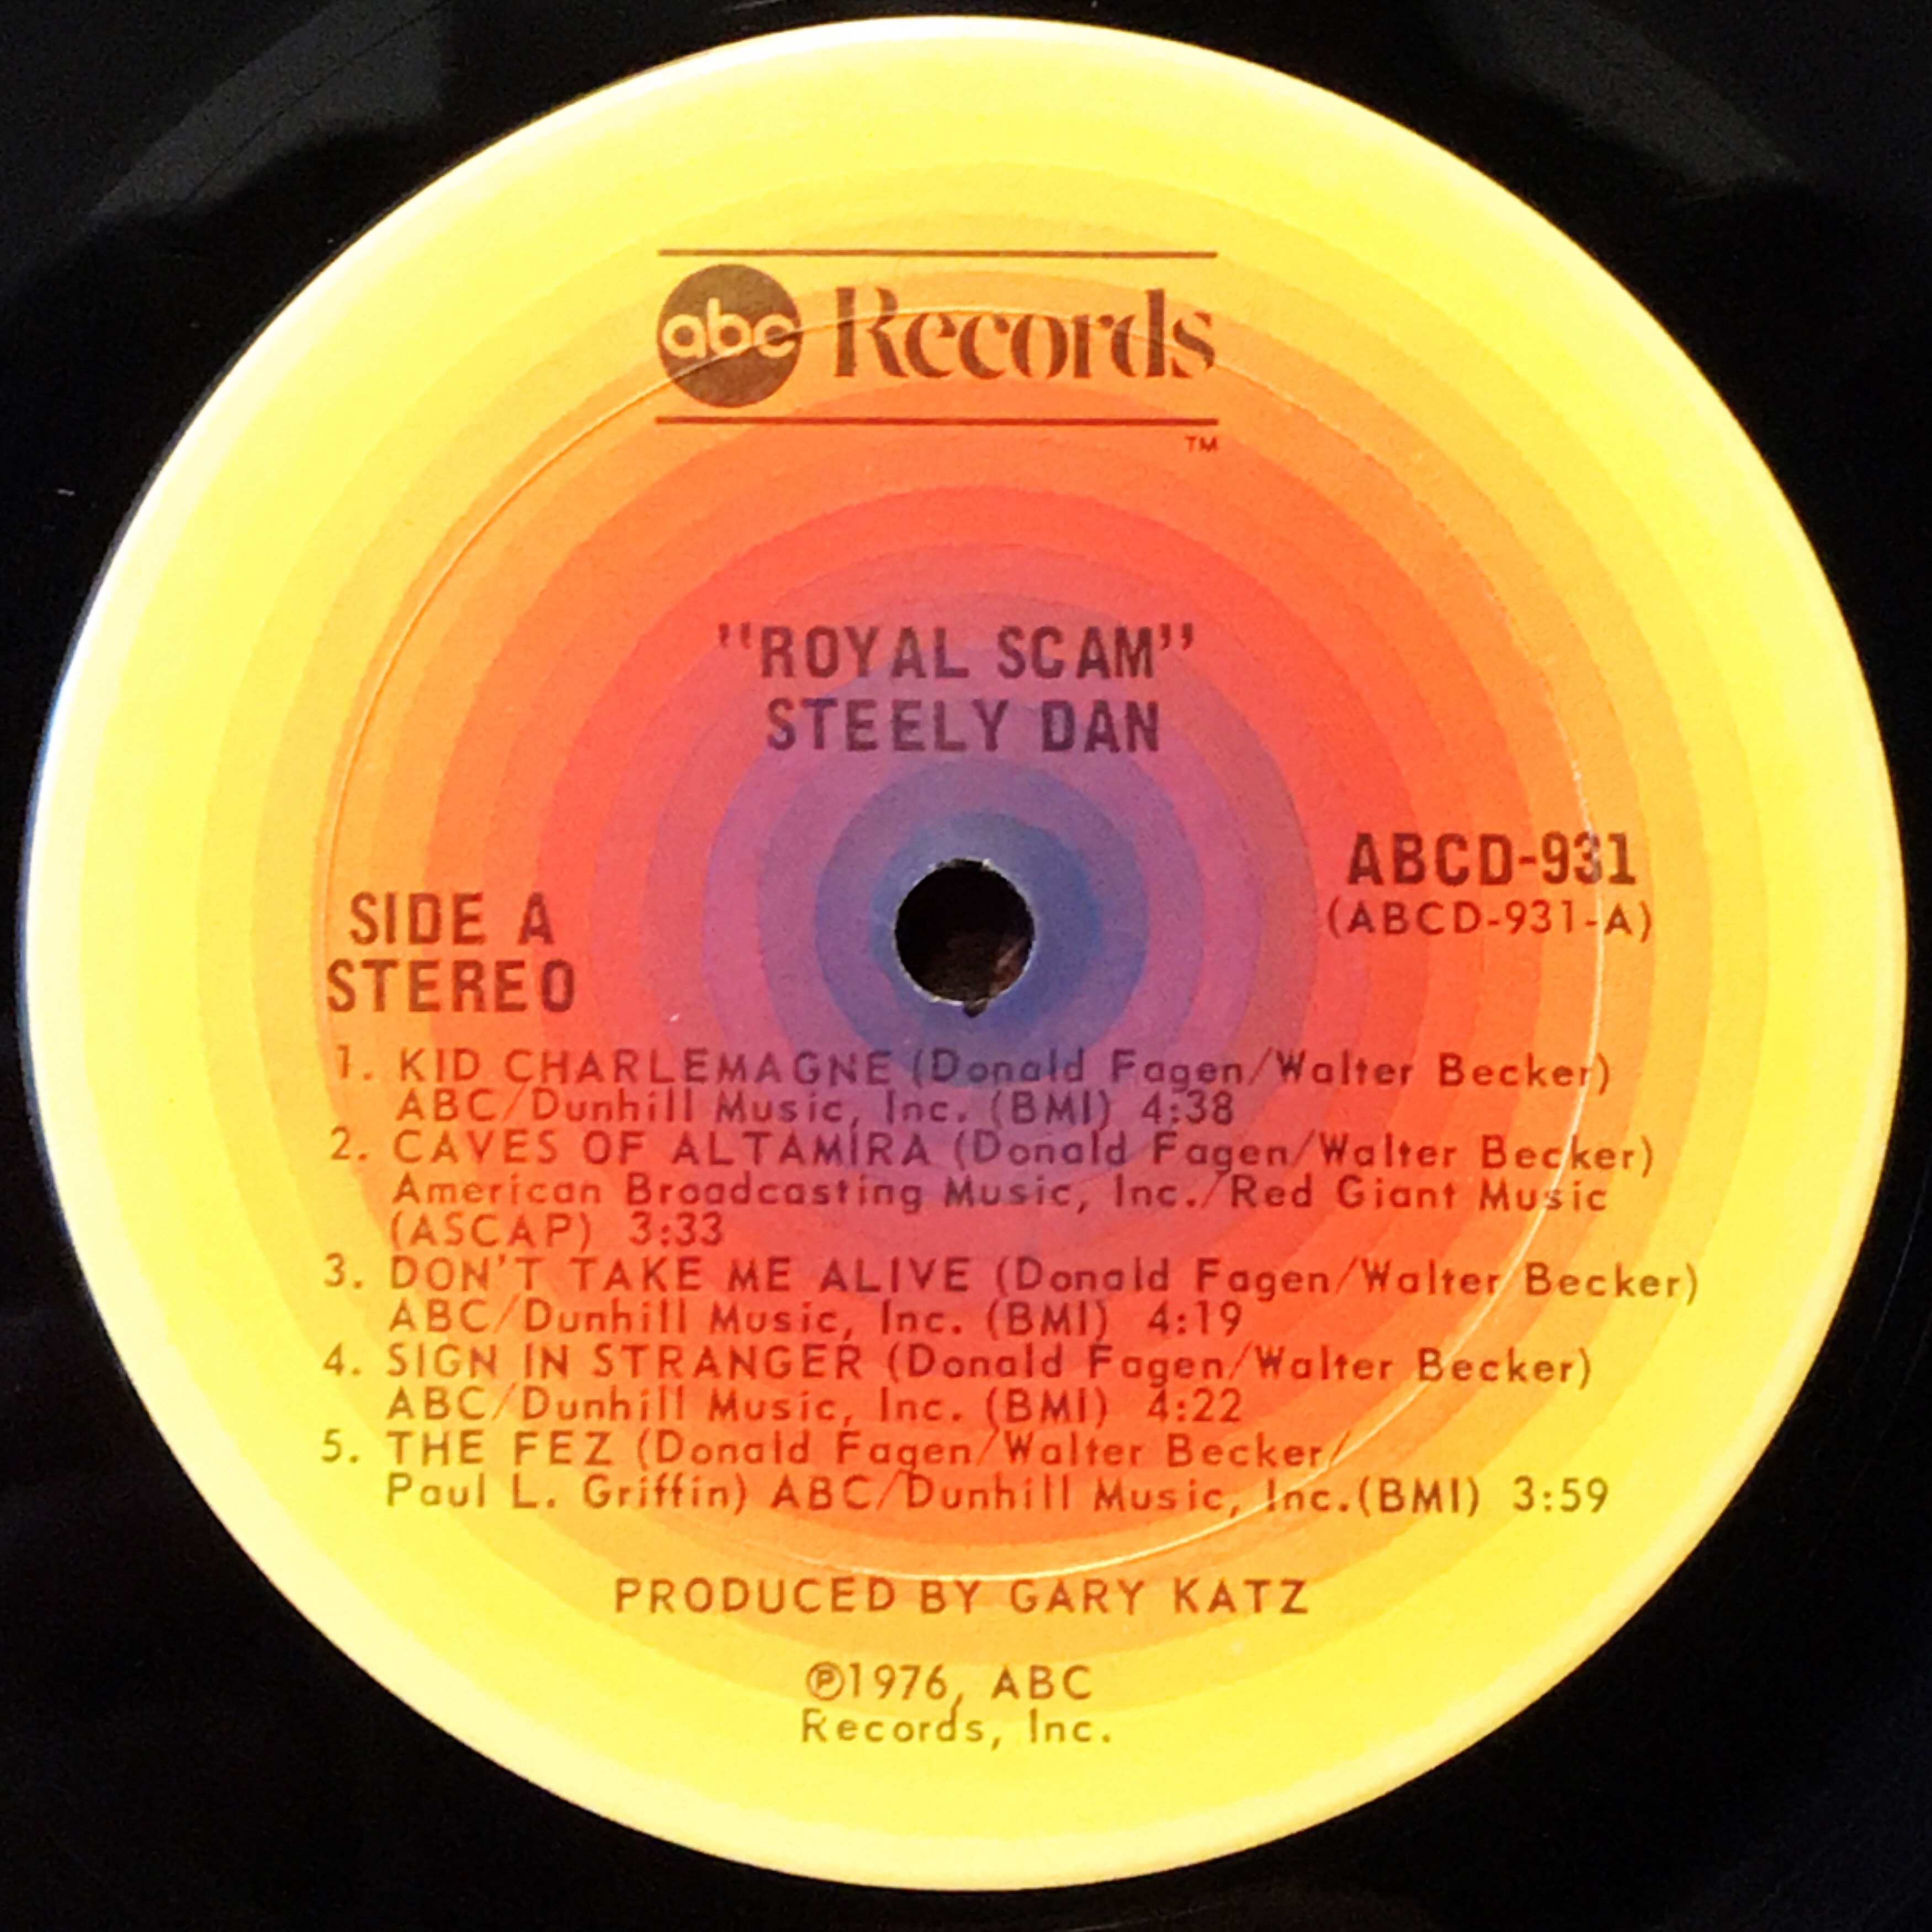 abc Records
TM
"ROYAL SCAM"
STEELY DAN
ABCD-931
(ABCD-931-A)
SIDE A
STEREO
1. KID CHARLEMAGNE (Donald Fagen/Walter Becker)
ABC/Dunhill Music, Inc. (BMI) 4:38
2. CAVES OF ALTAMIRA (Donald Fagen/Walter Becker)
American Broadcasting Music, Inc./Red Giant Music
(ASCAP) 3:33
3. DON'T TAKE ME ALIVE (Donald Fagen/Walter Becker)
ABC/Dunhill Music, Inc. (BMI) 4:19
4. SIGN IN STRANGER (Donald Fagen/Walter Becker)
ABC/Dunhill Music, Inc. (BMI) 4:22
5. THE FEZ (Donald Fagen/Walter Becker/
Paul L. Griffin) ABC/Dunhill Music, Inc.(BMI) 3:59
PRODUCED BY GARY KATZ
℗1976, ABC
Records, Inc.